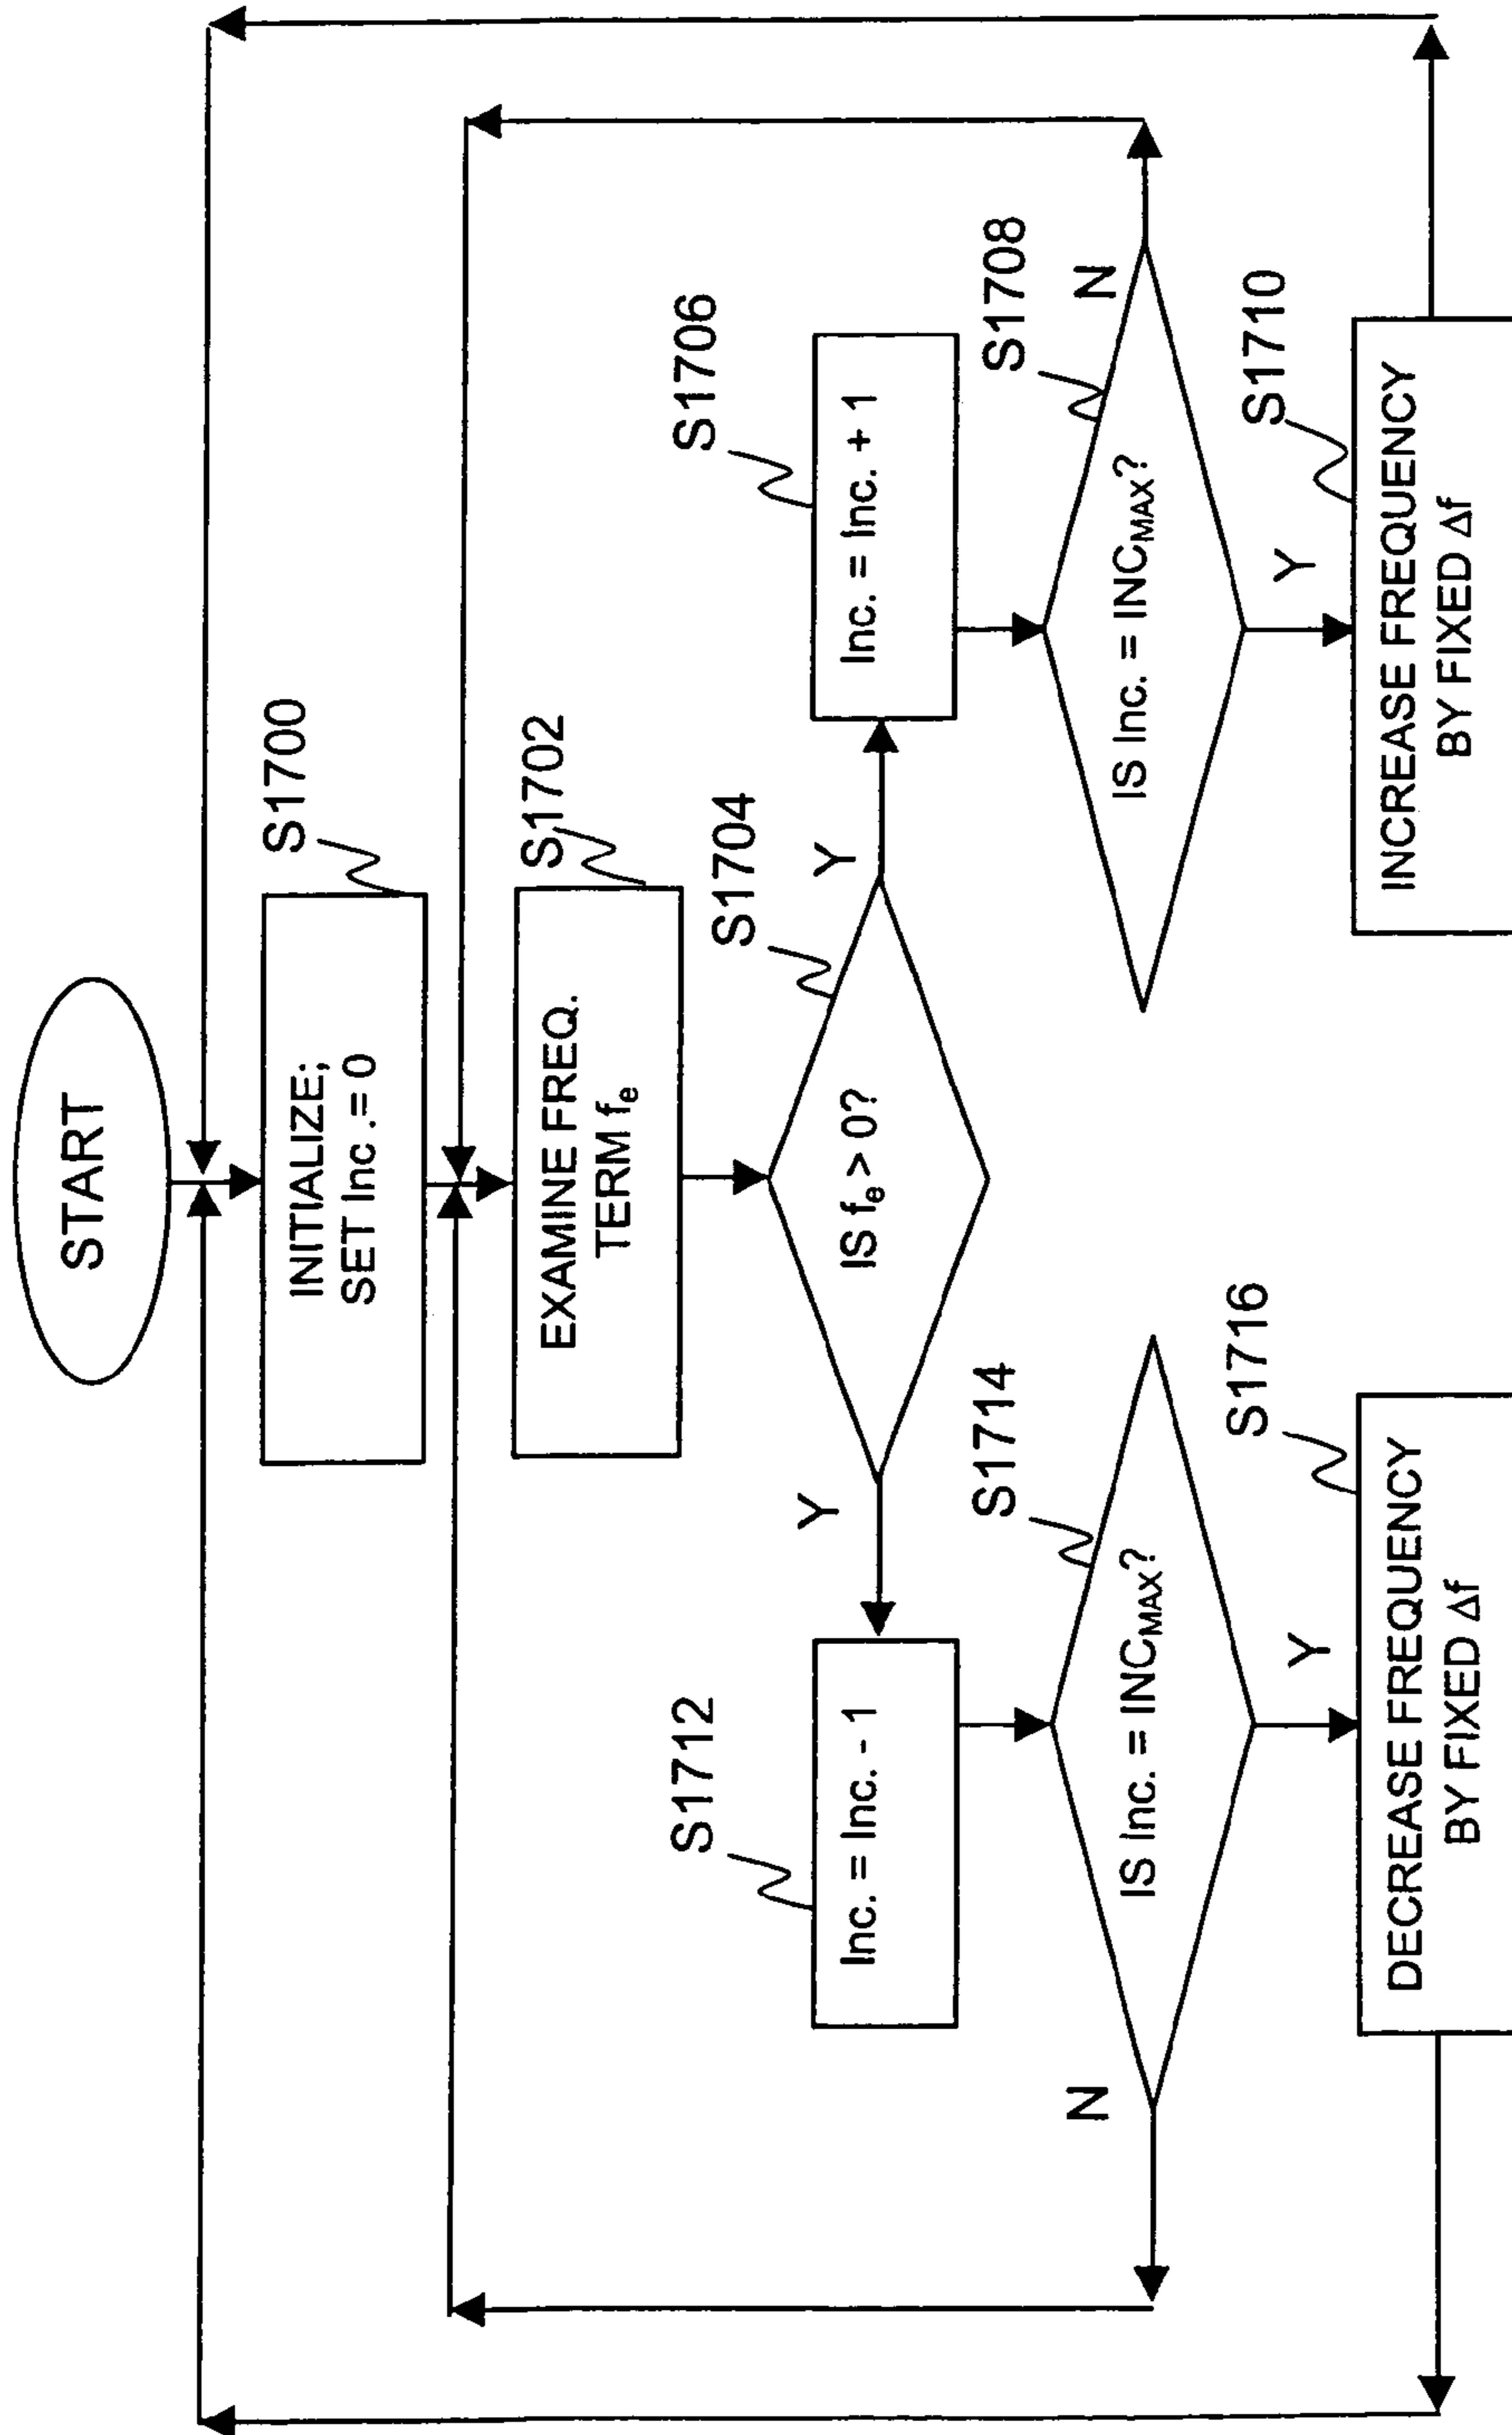 START
S1700
INITIALIZE;
SET Inc. = 0
S1702
EXAMINE FREQ.
TERM fe
S1704
IS fe > 0?
Y
Y
S1712
Inc. = Inc. - 1
S1706
Inc. = Inc. + 1
S1714
IS Inc. = INCMAX?
N
Y
S1708
IS Inc. = INCMAX?
N
Y
S1716
DECREASE FREQUENCY
BY FIXED Δf
S1710
INCREASE FREQUENCY
BY FIXED Δf